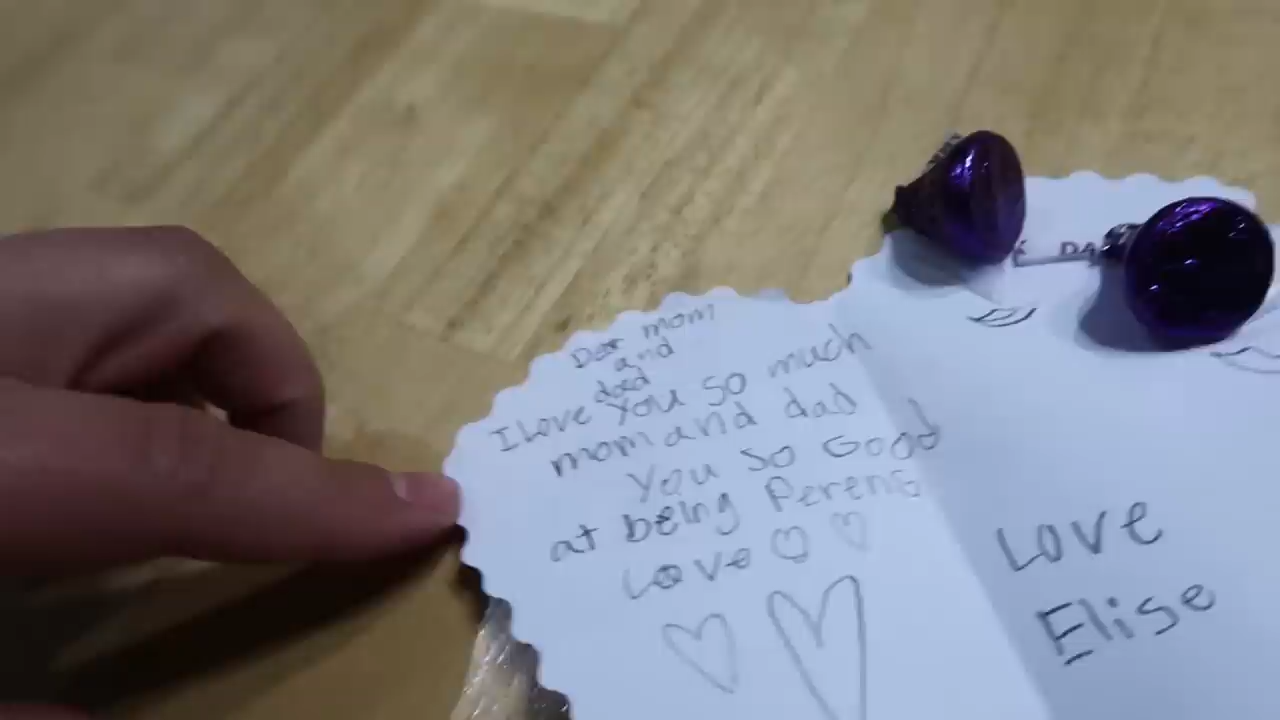 Dear mom
and
dad
I Love You so much
mom and dad
You so Good
at being Perens
Love
Love
Elise